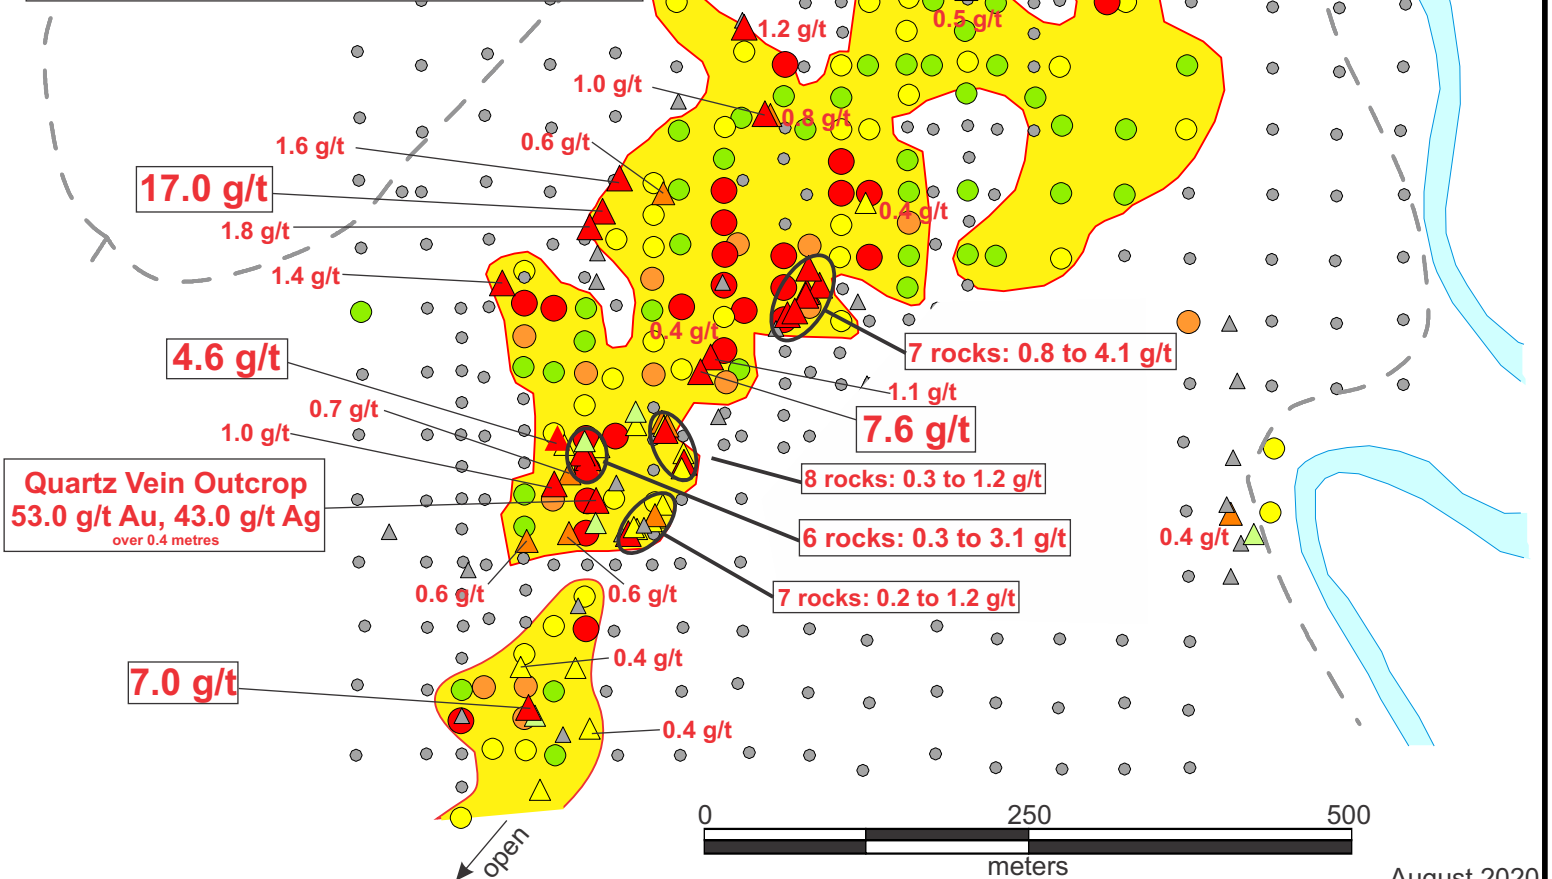 0.5 g/t
1.2 g/t
1.0 g/t
0.8 g/t
0.6 g/t
1.6 g/t
17.0 g/t
0.4 g/t
1.8 g/t
1.4 g/t
0.4 g/t
7 rocks: 0.8 to 4.1 g/t
4.6 g/t
1.1 g/t
0.7 g/t
7.6 g/t
1.0 g/t
8 rocks: 0.3 to 1.2 g/t
Quartz Vein Outcrop
53.0 g/t Au, 43.0 g/t Ag
over 0.4 metres
6 rocks: 0.3 to 3.1 g/t
0.4 g/t
0.6 g/t
0.6 g/t
7 rocks: 0.2 to 1.2 g/t
0.4 g/t
7.0 g/t
0.4 g/t
0 250 500
meters
open
August 2020